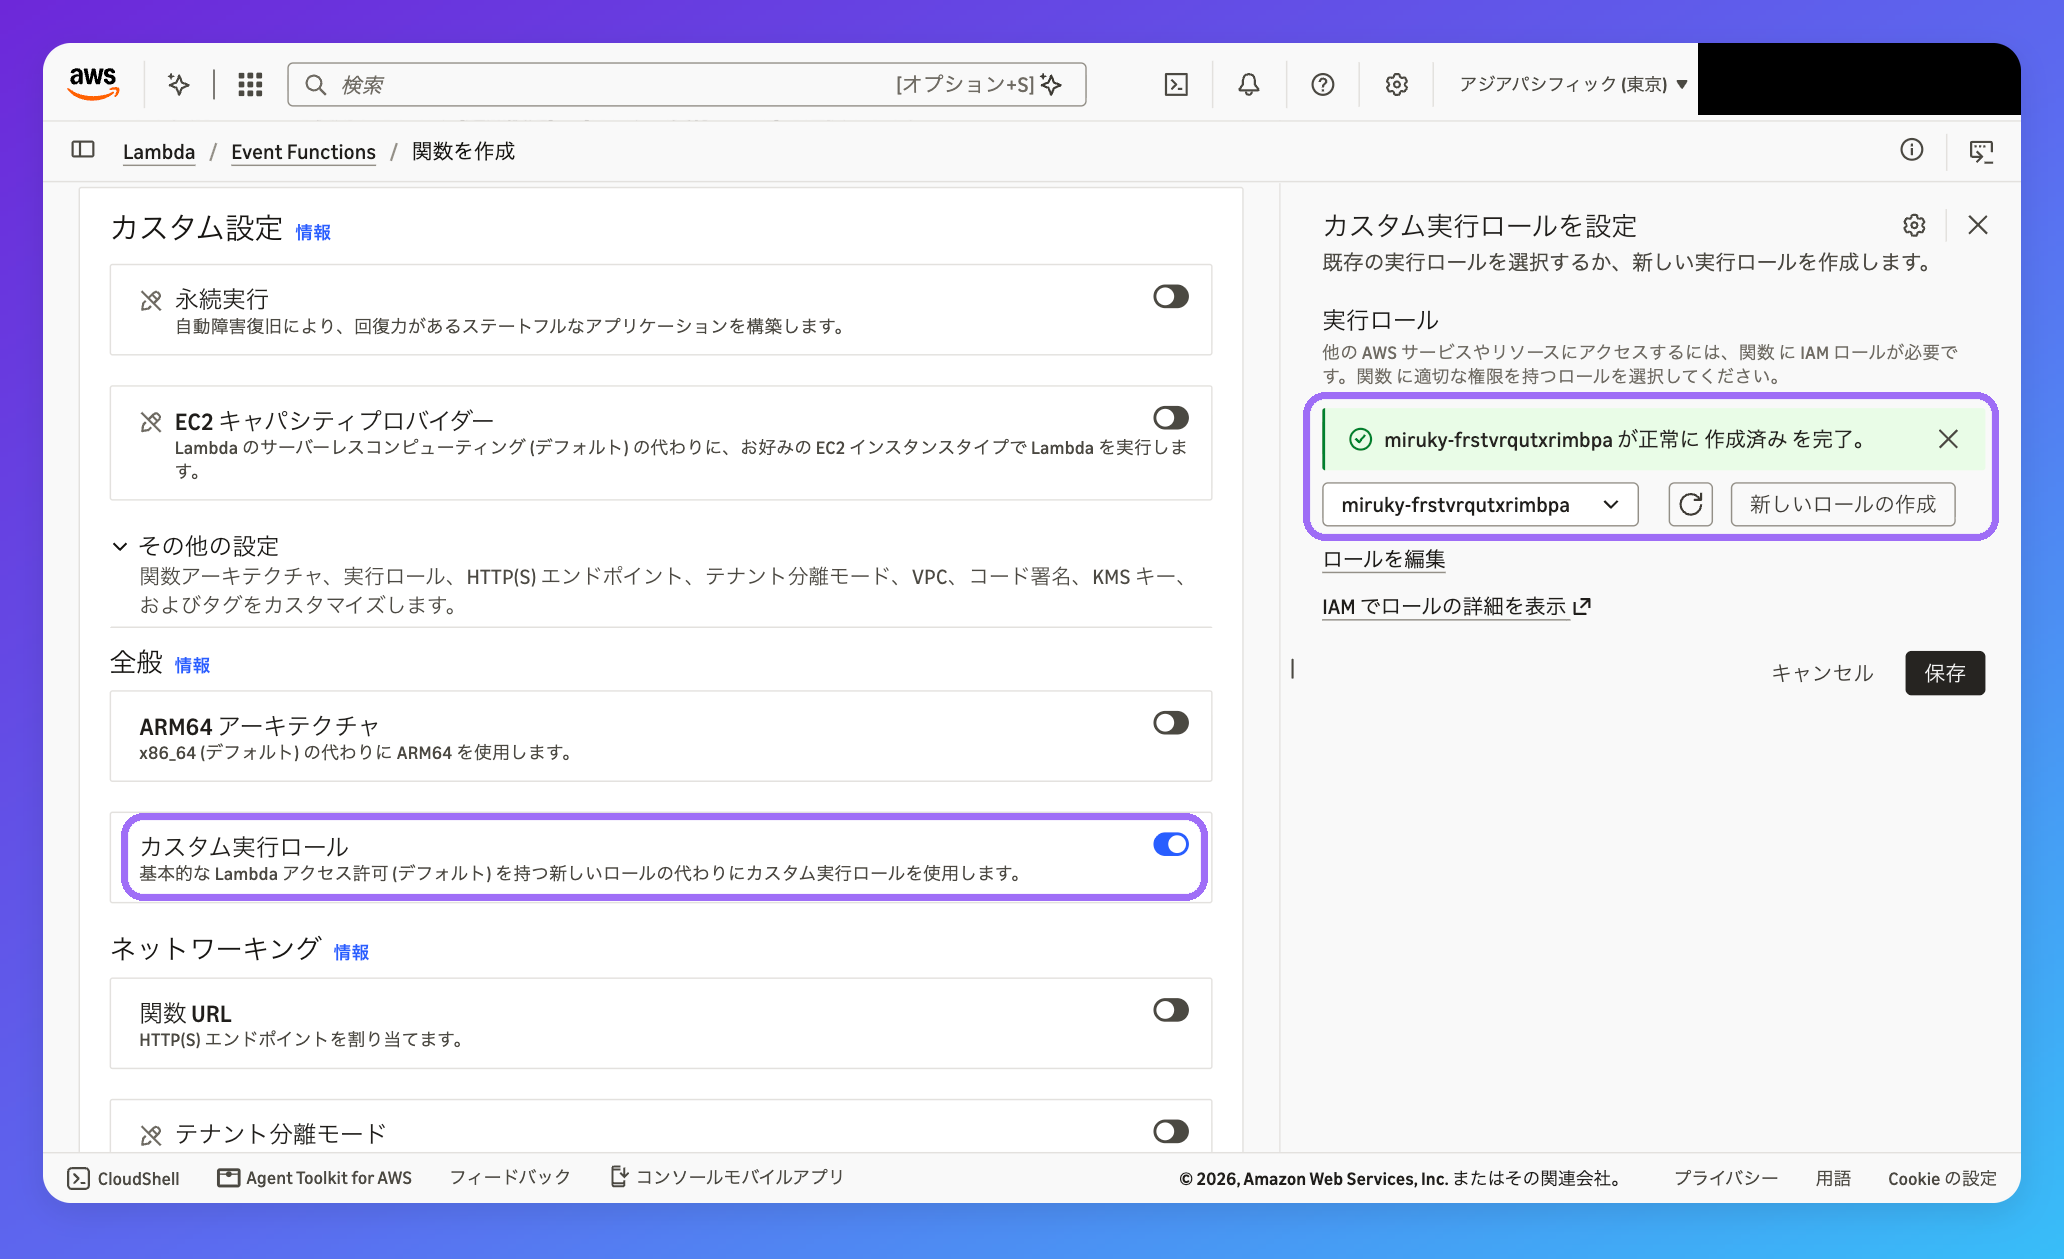 aws
検索
[オプション+S]
アジアパシフィック (東京) ▼
Lambda / Event Functions / 関数を作成
カスタム設定 情報
永続実行
自動障害復旧により、回復力があるステートフルなアプリケーションを構築します。
EC2 キャパシティプロバイダー
Lambda のサーバーレスコンピューティング (デフォルト) の代わりに、お好みの EC2 インスタンスタイプで Lambda を実行しま
す。
その他の設定
関数アーキテクチャ、実行ロール、HTTP(S) エンドポイント、テナント分離モード、VPC、コード署名、KMS キー、
およびタグをカスタマイズします。
全般 情報
ARM64 アーキテクチャ
x86_64 (デフォルト) の代わりに ARM64 を使用します。
カスタム実行ロール
基本的な Lambda アクセス許可 (デフォルト) を持つ新しいロールの代わりにカスタム実行ロールを使用します。
ネットワーキング 情報
関数 URL
HTTP(S) エンドポイントを割り当てます。
テナント分離モード
カスタム実行ロールを設定
既存の実行ロールを選択するか、新しい実行ロールを作成します。
実行ロール
他の AWS サービスやリソースにアクセスするには、関数 に IAM ロールが必要で
す。関数 に適切な権限を持つロールを選択してください。
miruky-frstvrqutxrimbpa が正常に 作成済み を完了。
miruky-frstvrqutxrimbpa
新しいロールの作成
ロールを編集
IAM でロールの詳細を表示
キャンセル
保存
CloudShell
Agent Toolkit for AWS
フィードバック
コンソールモバイルアプリ
© 2026, Amazon Web Services, Inc. またはその関連会社。
プライバシー
用語
Cookie の設定